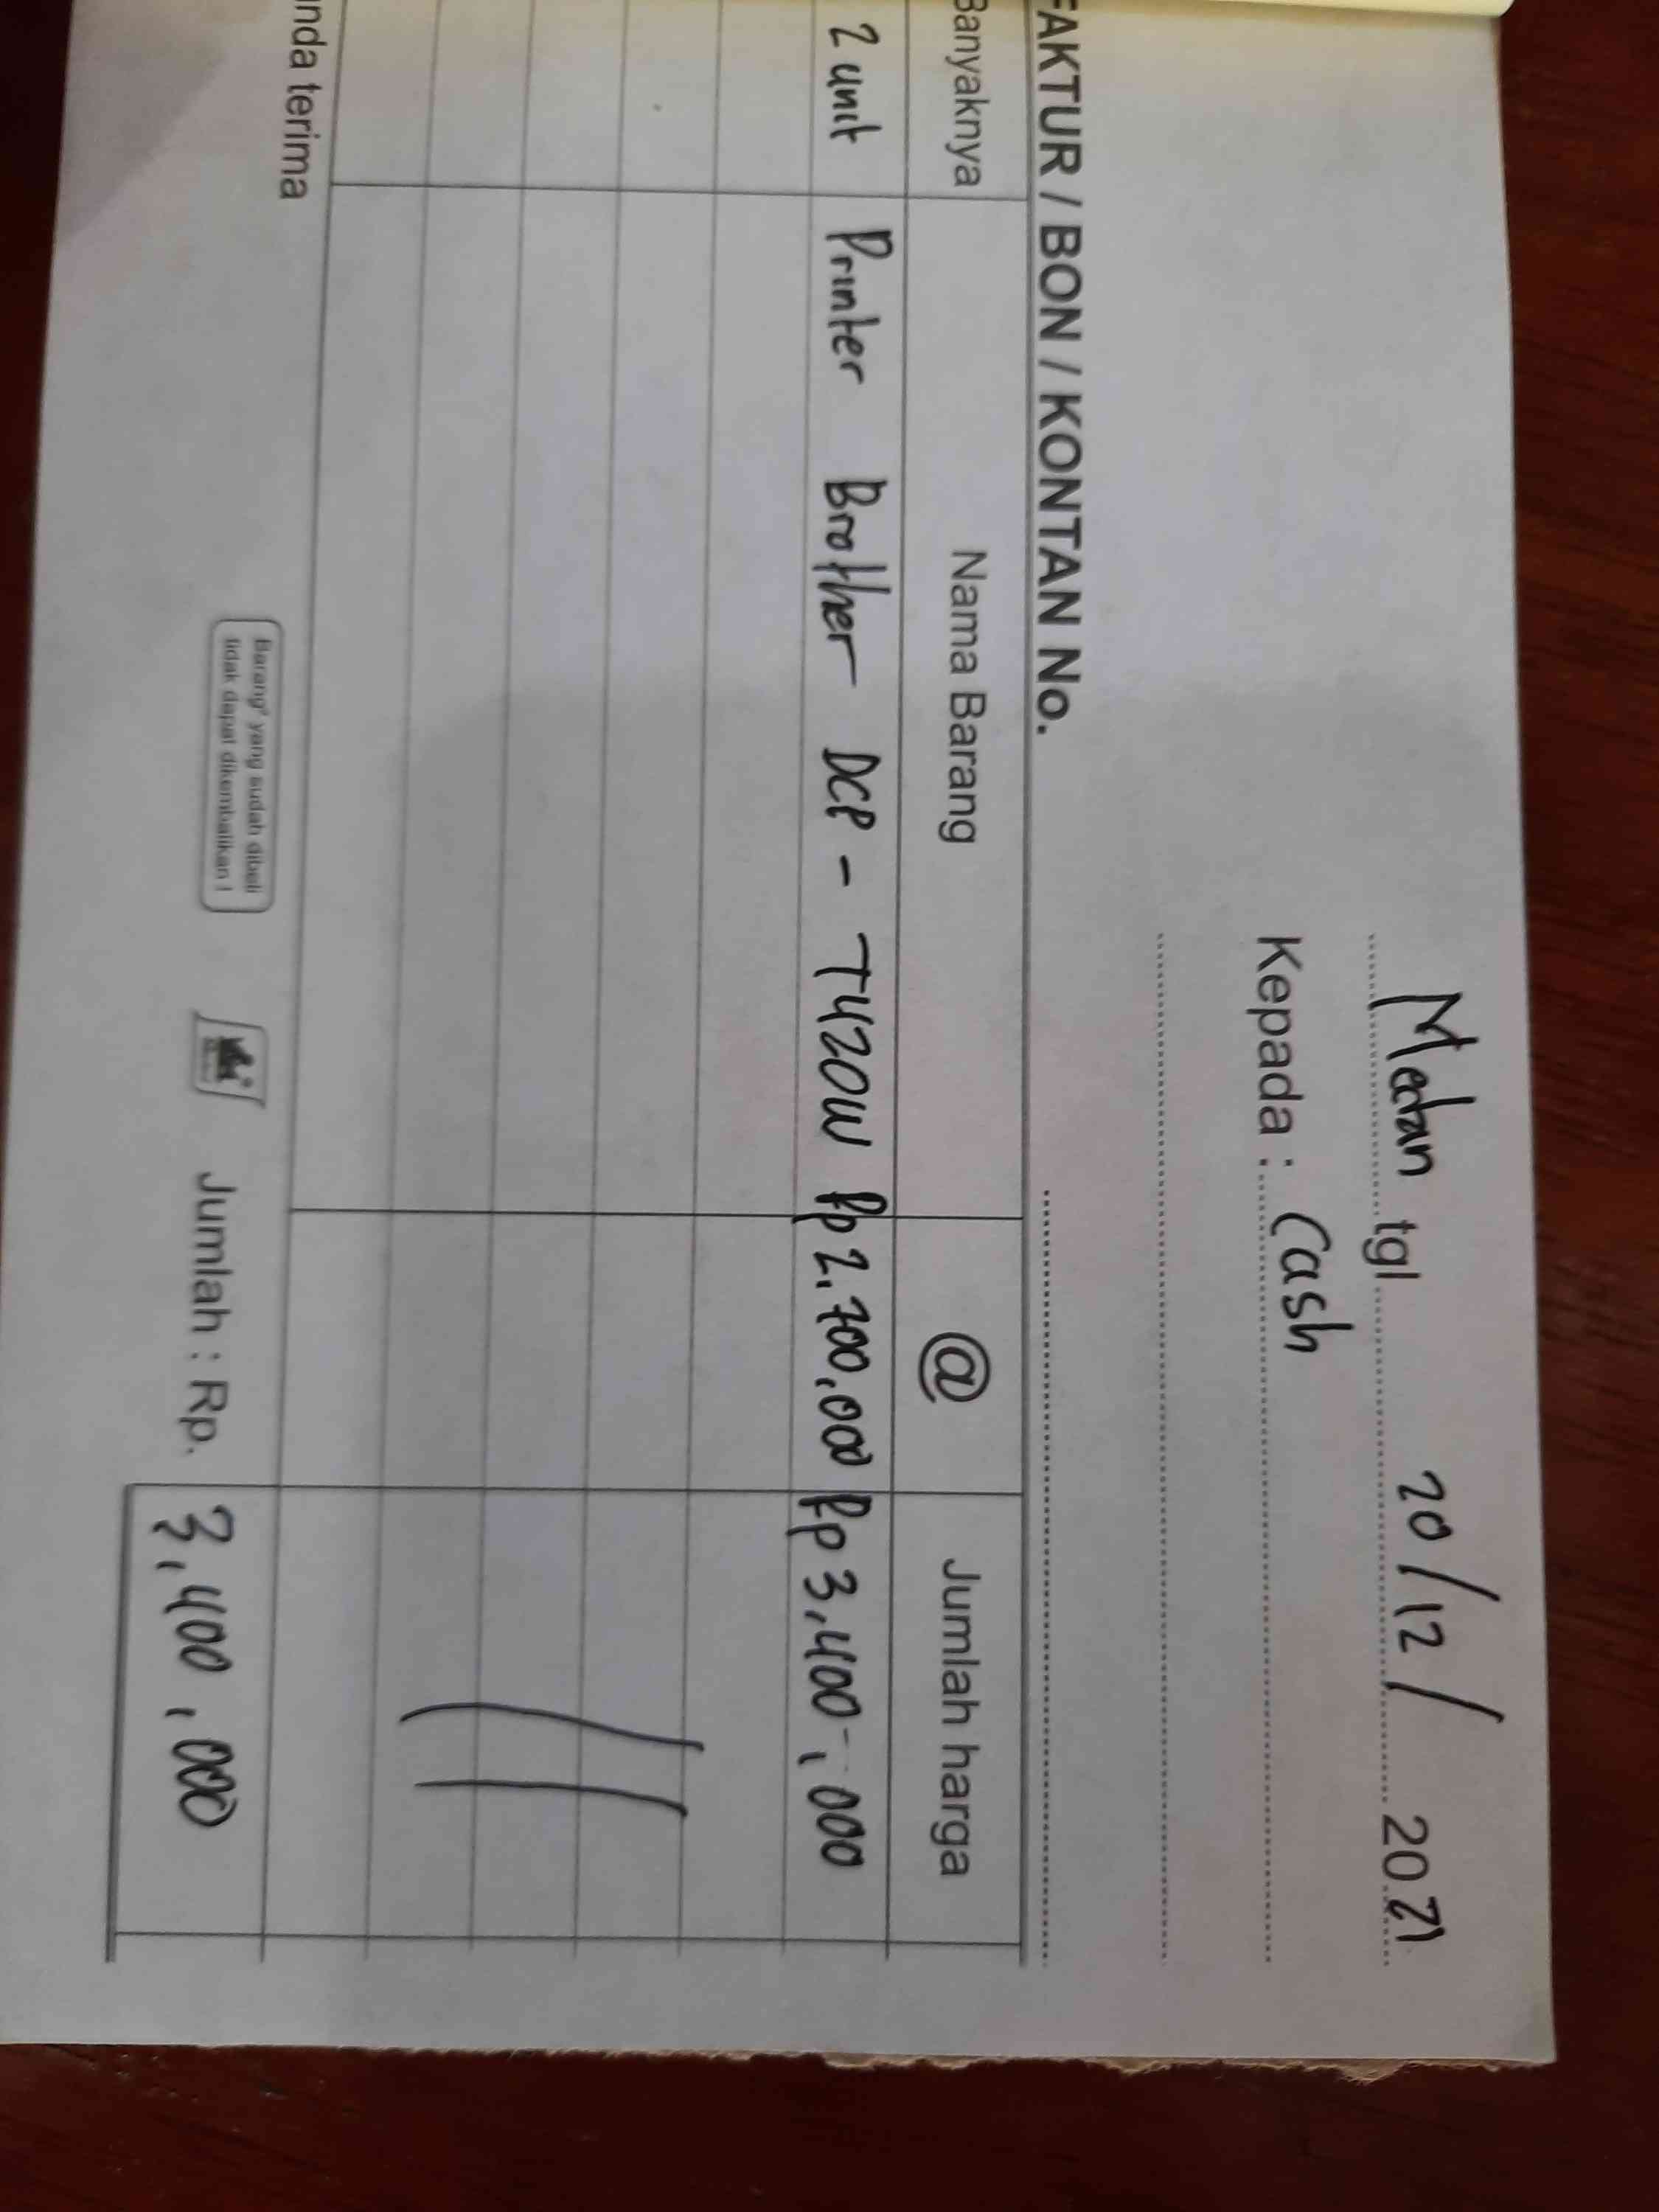 Medan tgl 20/12/ 2021
Kepada : Cash
FAKTUR / BON / KONTAN No.
Banyaknya Nama Barang @ Jumlah harga
2 unit Printer Brother DCP - T420W Rp 2.700,000 Rp 3,400,000
Jumlah : Rp. 3,400,000
anda terima
Barang² yang sudah dibeli
tidak dapat dikembalikan !